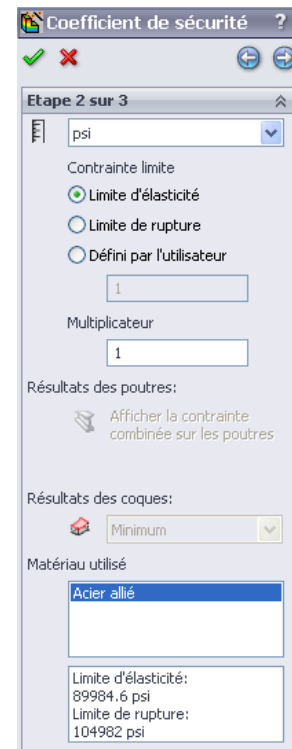 Coefficient de sécurité ?
Etape 2 sur 3
psi
Contrainte limite
Limite d'élasticité
Limite de rupture
Défini par l'utilisateur
1
Multiplicateur
1
Résultats des poutres:
Afficher la contrainte
combinée sur les poutres
Résultats des coques:
Minimum
Matériau utilisé
Acier allié
Limite d'élasticité:
89984.6 psi
Limite de rupture:
104982 psi